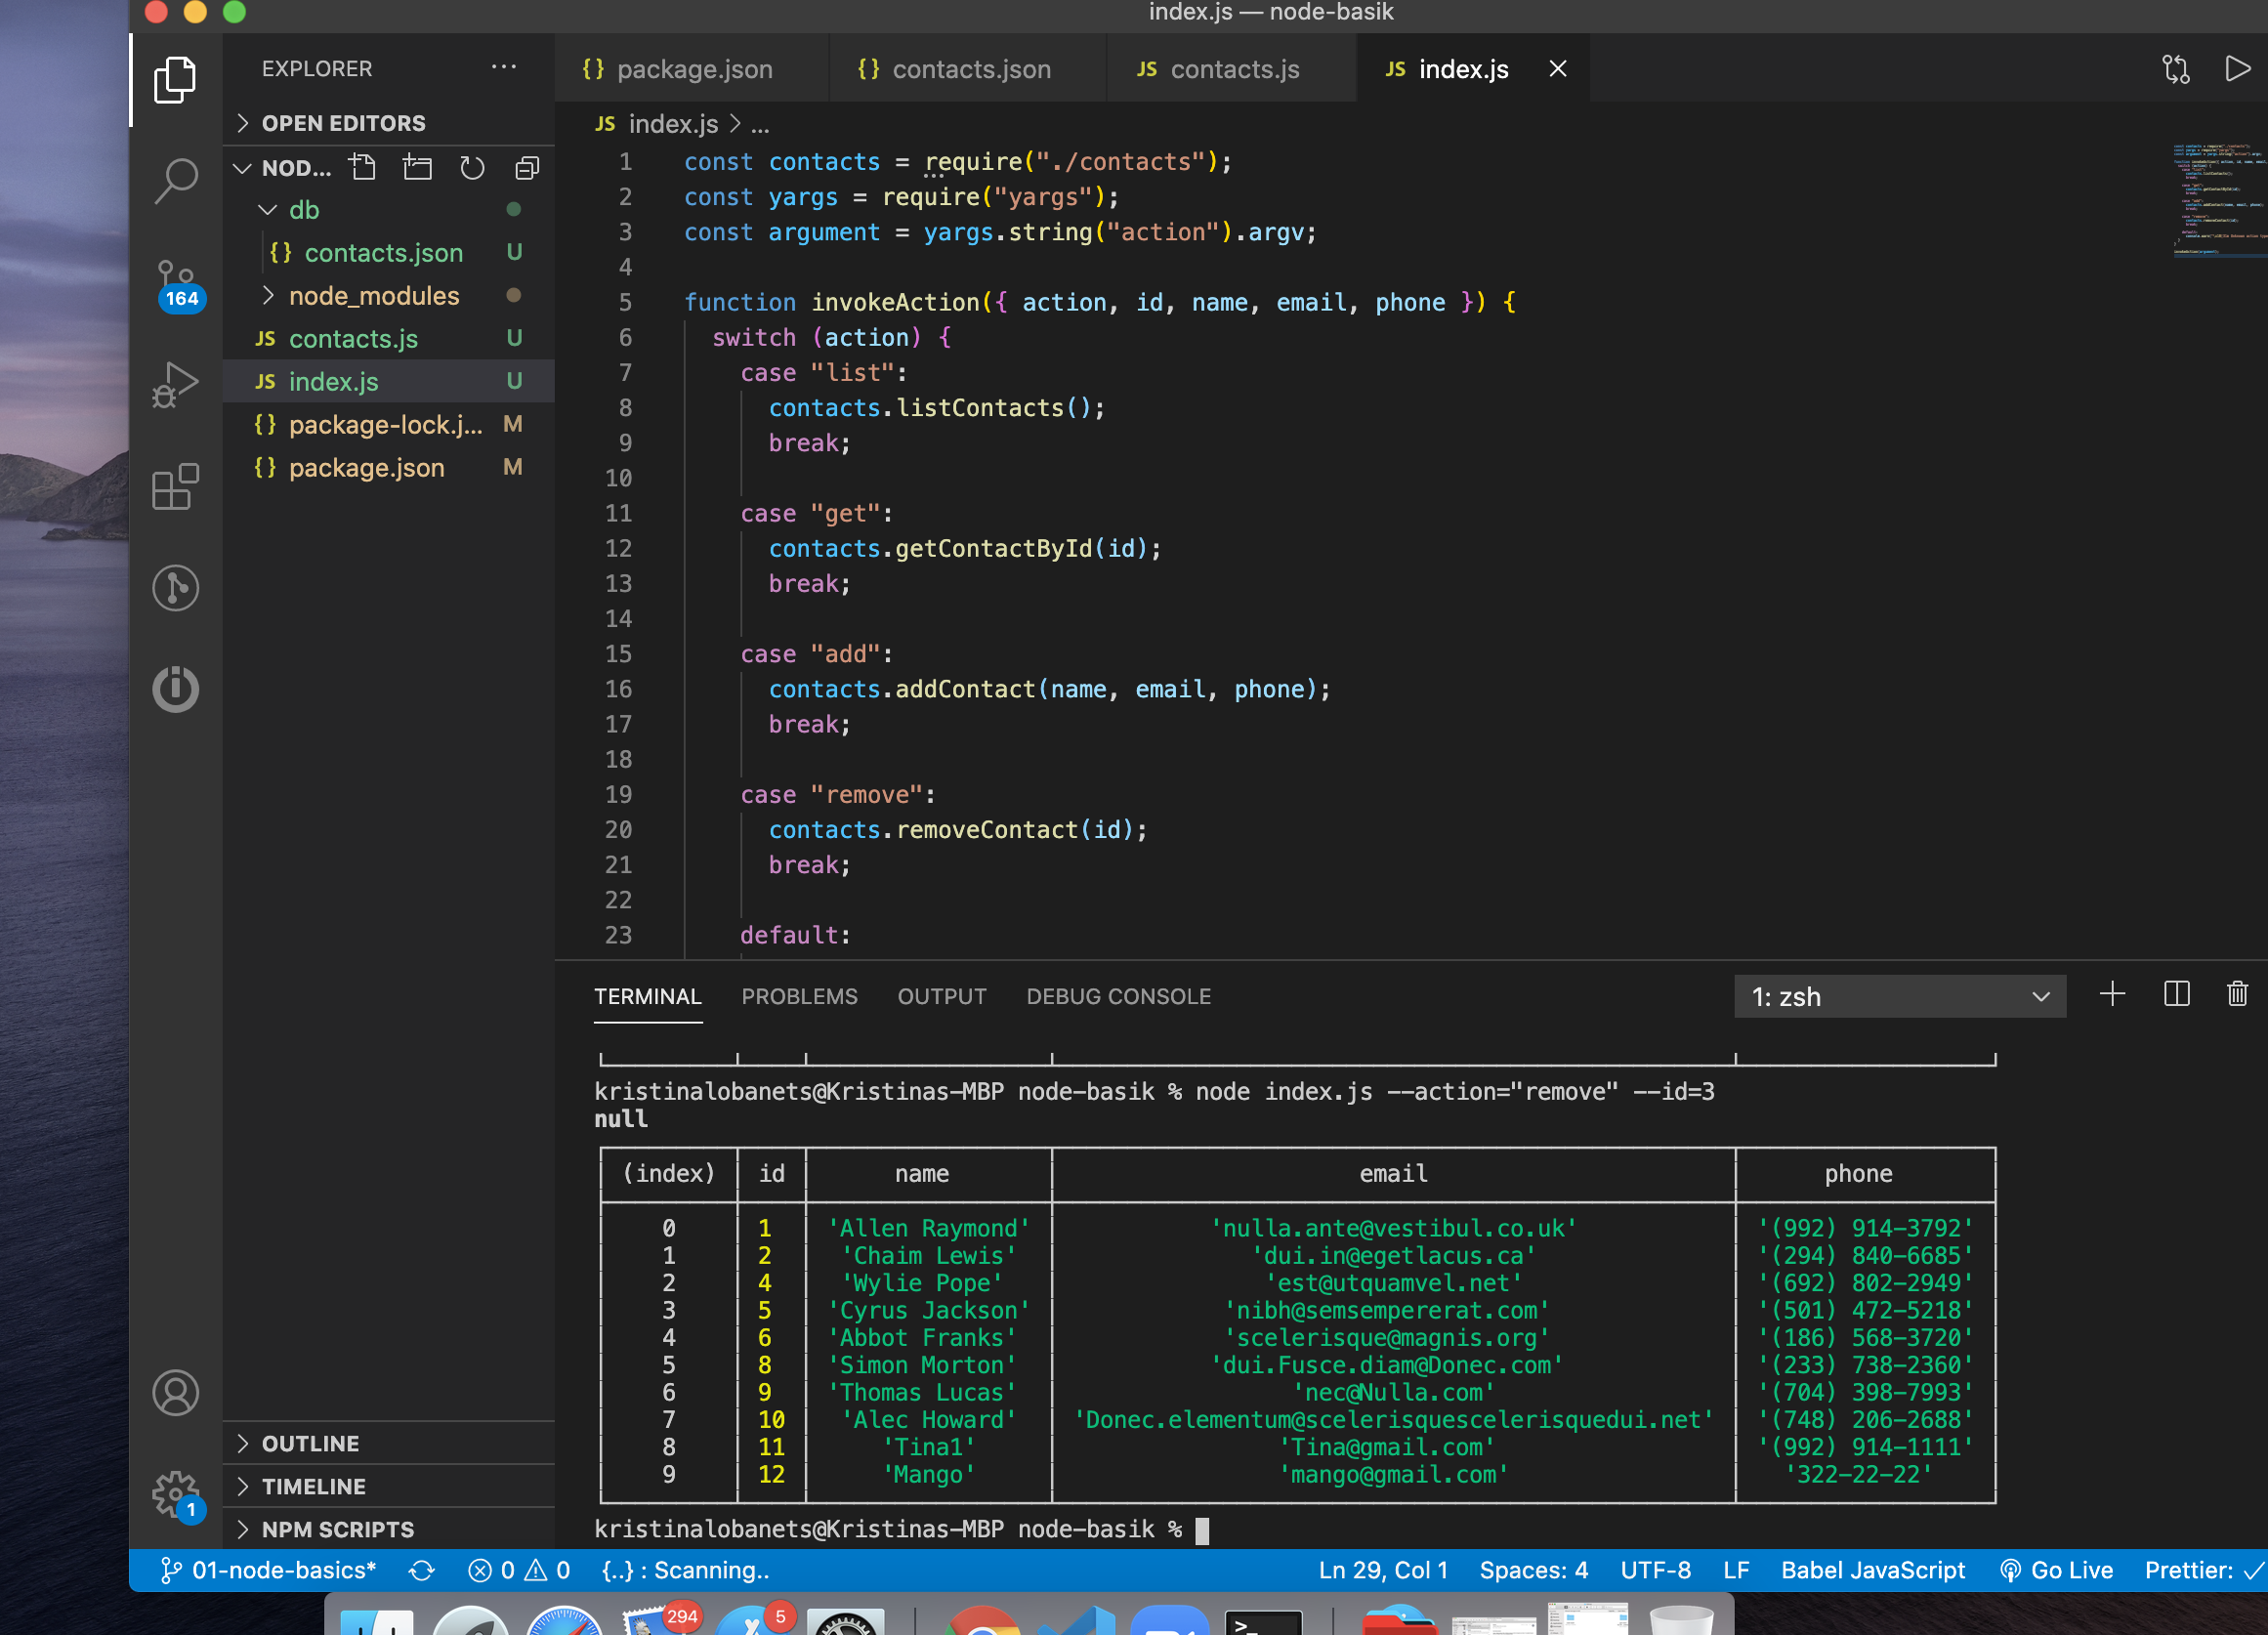 index.js — node-basik
EXPLORER ...
OPEN EDITORS
NOD...
db
{} contacts.json U
node_modules
JS contacts.js U
JS index.js U
{} package-lock.j... M
{} package.json M
164
OUTLINE
TIMELINE
NPM SCRIPTS
1
{} package.json {} contacts.json JS contacts.js JS index.js
JS index.js > ...
1 const contacts = require("./contacts");
2 const yargs = require("yargs");
3 const argument = yargs.string("action").argv;
4
5 function invokeAction({ action, id, name, email, phone }) {
6 switch (action) {
7 case "list":
8 contacts.listContacts();
9 break;
10
11 case "get":
12 contacts.getContactById(id);
13 break;
14
15 case "add":
16 contacts.addContact(name, email, phone);
17 break;
18
19 case "remove":
20 contacts.removeContact(id);
21 break;
22
23 default:
TERMINAL PROBLEMS OUTPUT DEBUG CONSOLE 1: zsh
kristinalobanets@Kristinas-MBP node-basik % node index.js --action="remove" --id=3
null
(index) id name email phone
0 1 'Allen Raymond' 'nulla.ante@vestibul.co.uk' '(992) 914-3792'
1 2 'Chaim Lewis' 'dui.in@egetlacus.ca' '(294) 840-6685'
2 4 'Wylie Pope' 'est@utquamvel.net' '(692) 802-2949'
3 5 'Cyrus Jackson' 'nibh@semsempererat.com' '(501) 472-5218'
4 6 'Abbot Franks' 'scelerisque@magnis.org' '(186) 568-3720'
5 8 'Simon Morton' 'dui.Fusce.diam@Donec.com' '(233) 738-2360'
6 9 'Thomas Lucas' 'nec@Nulla.com' '(704) 398-7993'
7 10 'Alec Howard' 'Donec.elementum@scelerisquescelerisquedui.net' '(748) 206-2688'
8 11 'Tina1' 'Tina@gmail.com' '(992) 914-1111'
9 12 'Mango' 'mango@gmail.com' '322-22-22'
kristinalobanets@Kristinas-MBP node-basik %
01-node-basics* 0 0 {..} : Scanning.. Ln 29, Col 1 Spaces: 4 UTF-8 LF Babel JavaScript Go Live Prettier: ✓
294 5